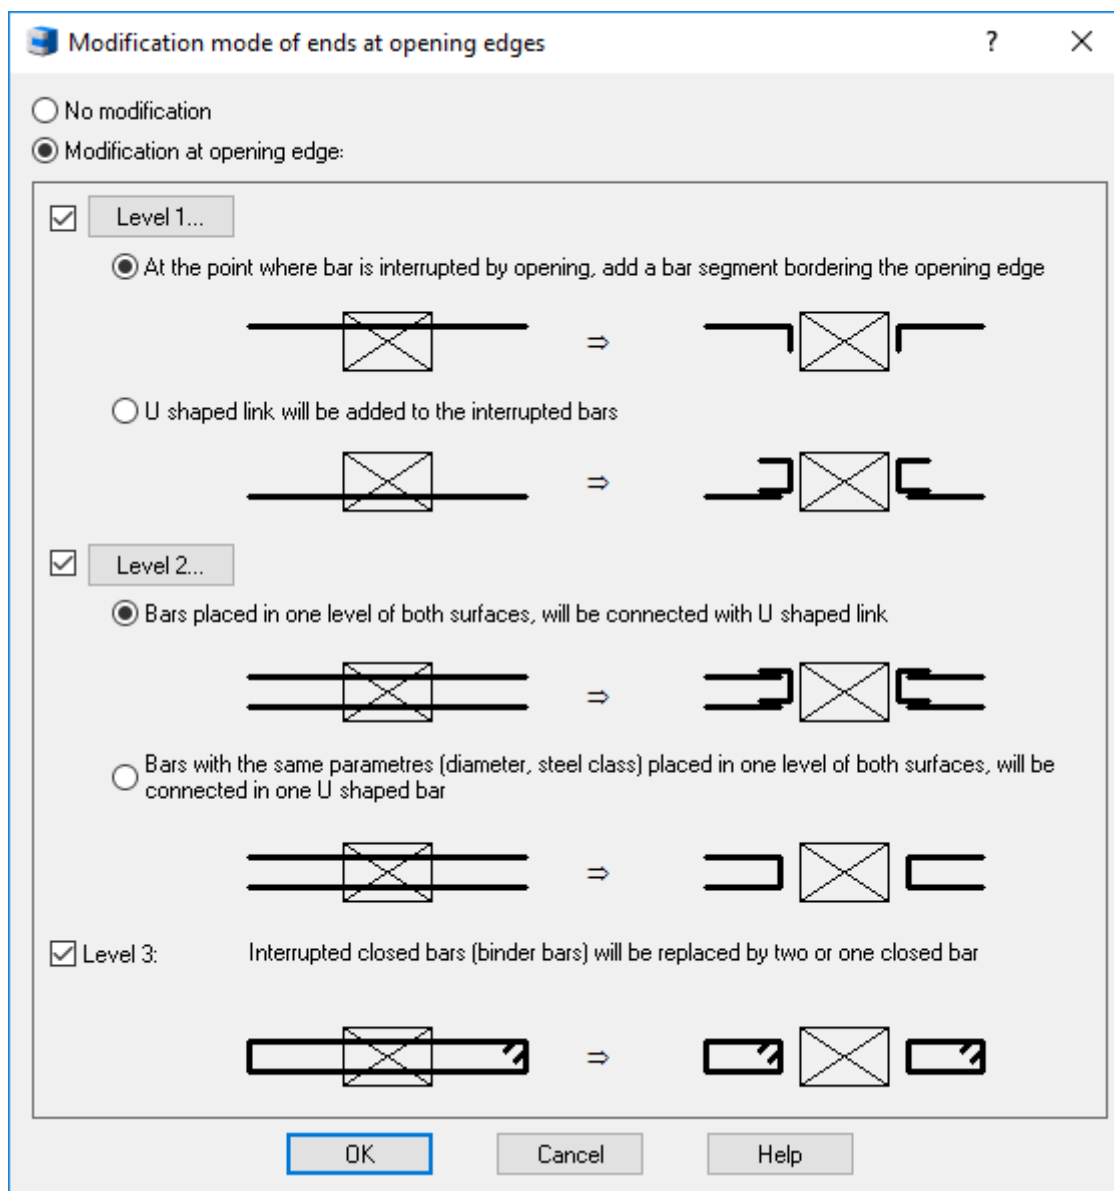 Modification mode of ends at opening edges
No modification
Modification at opening edge:
Level 1...
At the point where bar is interrupted by opening, add a bar segment bordering the opening edge
U shaped link will be added to the interrupted bars
Level 2...
Bars placed in one level of both surfaces, will be connected with U shaped link
Bars with the same parametres (diameter, steel class) placed in one level of both surfaces, will be
connected in one U shaped bar
Level 3: Interrupted closed bars (binder bars) will be replaced by two or one closed bar
OK Cancel Help